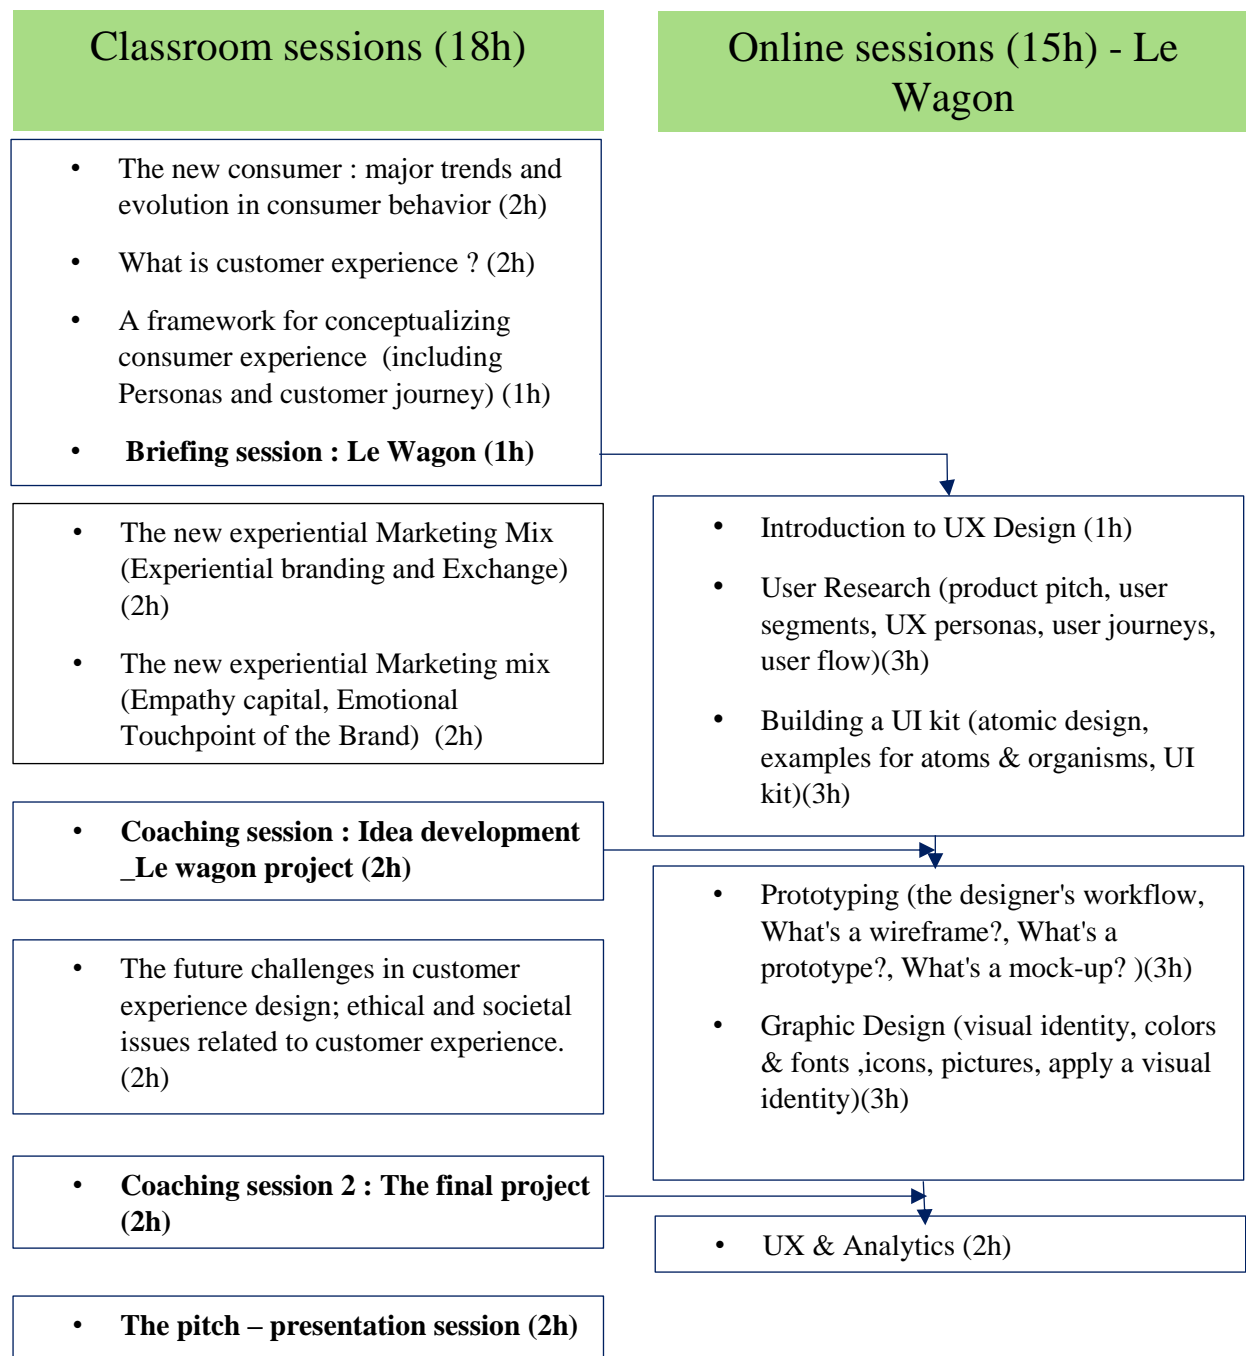 Classroom sessions (18h)
• The new consumer : major trends and
evolution in consumer behavior (2h)
• What is customer experience ? (2h)
• A framework for conceptualizing
consumer experience (including
Personas and customer journey) (1h)
• Briefing session : Le Wagon (1h)
• The new experiential Marketing Mix
(Experiential branding and Exchange)
(2h)
• The new experiential Marketing mix
(Empathy capital, Emotional
Touchpoint of the Brand) (2h)
• Coaching session : Idea development
_Le wagon project (2h)
• The future challenges in customer
experience design; ethical and societal
issues related to customer experience.
(2h)
• Coaching session 2 : The final project
(2h)
• The pitch – presentation session (2h)
Online sessions (15h) - Le
Wagon
• Introduction to UX Design (1h)
• User Research (product pitch, user
segments, UX personas, user journeys,
user flow)(3h)
• Building a UI kit (atomic design,
examples for atoms & organisms, UI
kit)(3h)
• Prototyping (the designer's workflow,
What's a wireframe?, What's a
prototype?, What's a mock-up? )(3h)
• Graphic Design (visual identity, colors
& fonts ,icons, pictures, apply a visual
identity)(3h)
• UX & Analytics (2h)